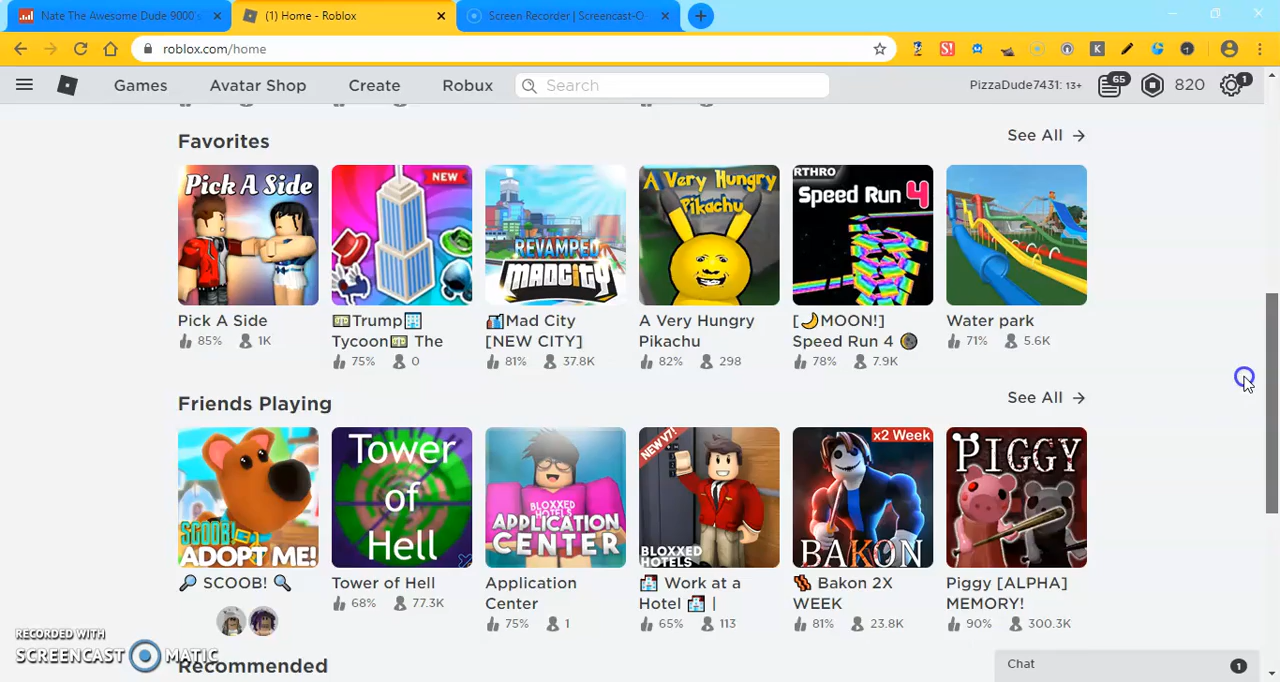 Nate The Awesome Dude 9000's
(1) Home - Roblox
Screen Recorder | Screencast-O
roblox.com/home
Games
Avatar Shop
Create
Robux
Search
PizzaDude7431: 13+
65
820
1
Favorites
See All →
Pick A Side
NEW
REVAMPED
MADCITY
A Very Hungry
Pikachu
RTHRO
Speed Run 4
Pick A Side
85% 1K
💵Trump🏢
Tycoon💵 The
75% 0
🏙Mad City
[NEW CITY]
81% 37.8K
A Very Hungry
Pikachu
82% 298
[🌙MOON!]
Speed Run 4 🌑
78% 7.9K
Water park
71% 5.6K
Friends Playing
See All →
SCOOB!
ADOPT ME!
Tower
of
Hell
BLOXXED
HOTELS
APPLICATION
CENTER
NEW V7!
BLOXXED
HOTELS
x2 Week
BAKON
PIGGY
🔎 SCOOB! 🔍
Tower of Hell
68% 77.3K
Application
Center
75% 1
🏨 Work at a
Hotel 🏨 |
65% 113
🥓 Bakon 2X
WEEK
81% 23.8K
Piggy [ALPHA]
MEMORY!
90% 300.3K
Recommended
Chat
1
RECORDED WITH
SCREENCAST MATIC